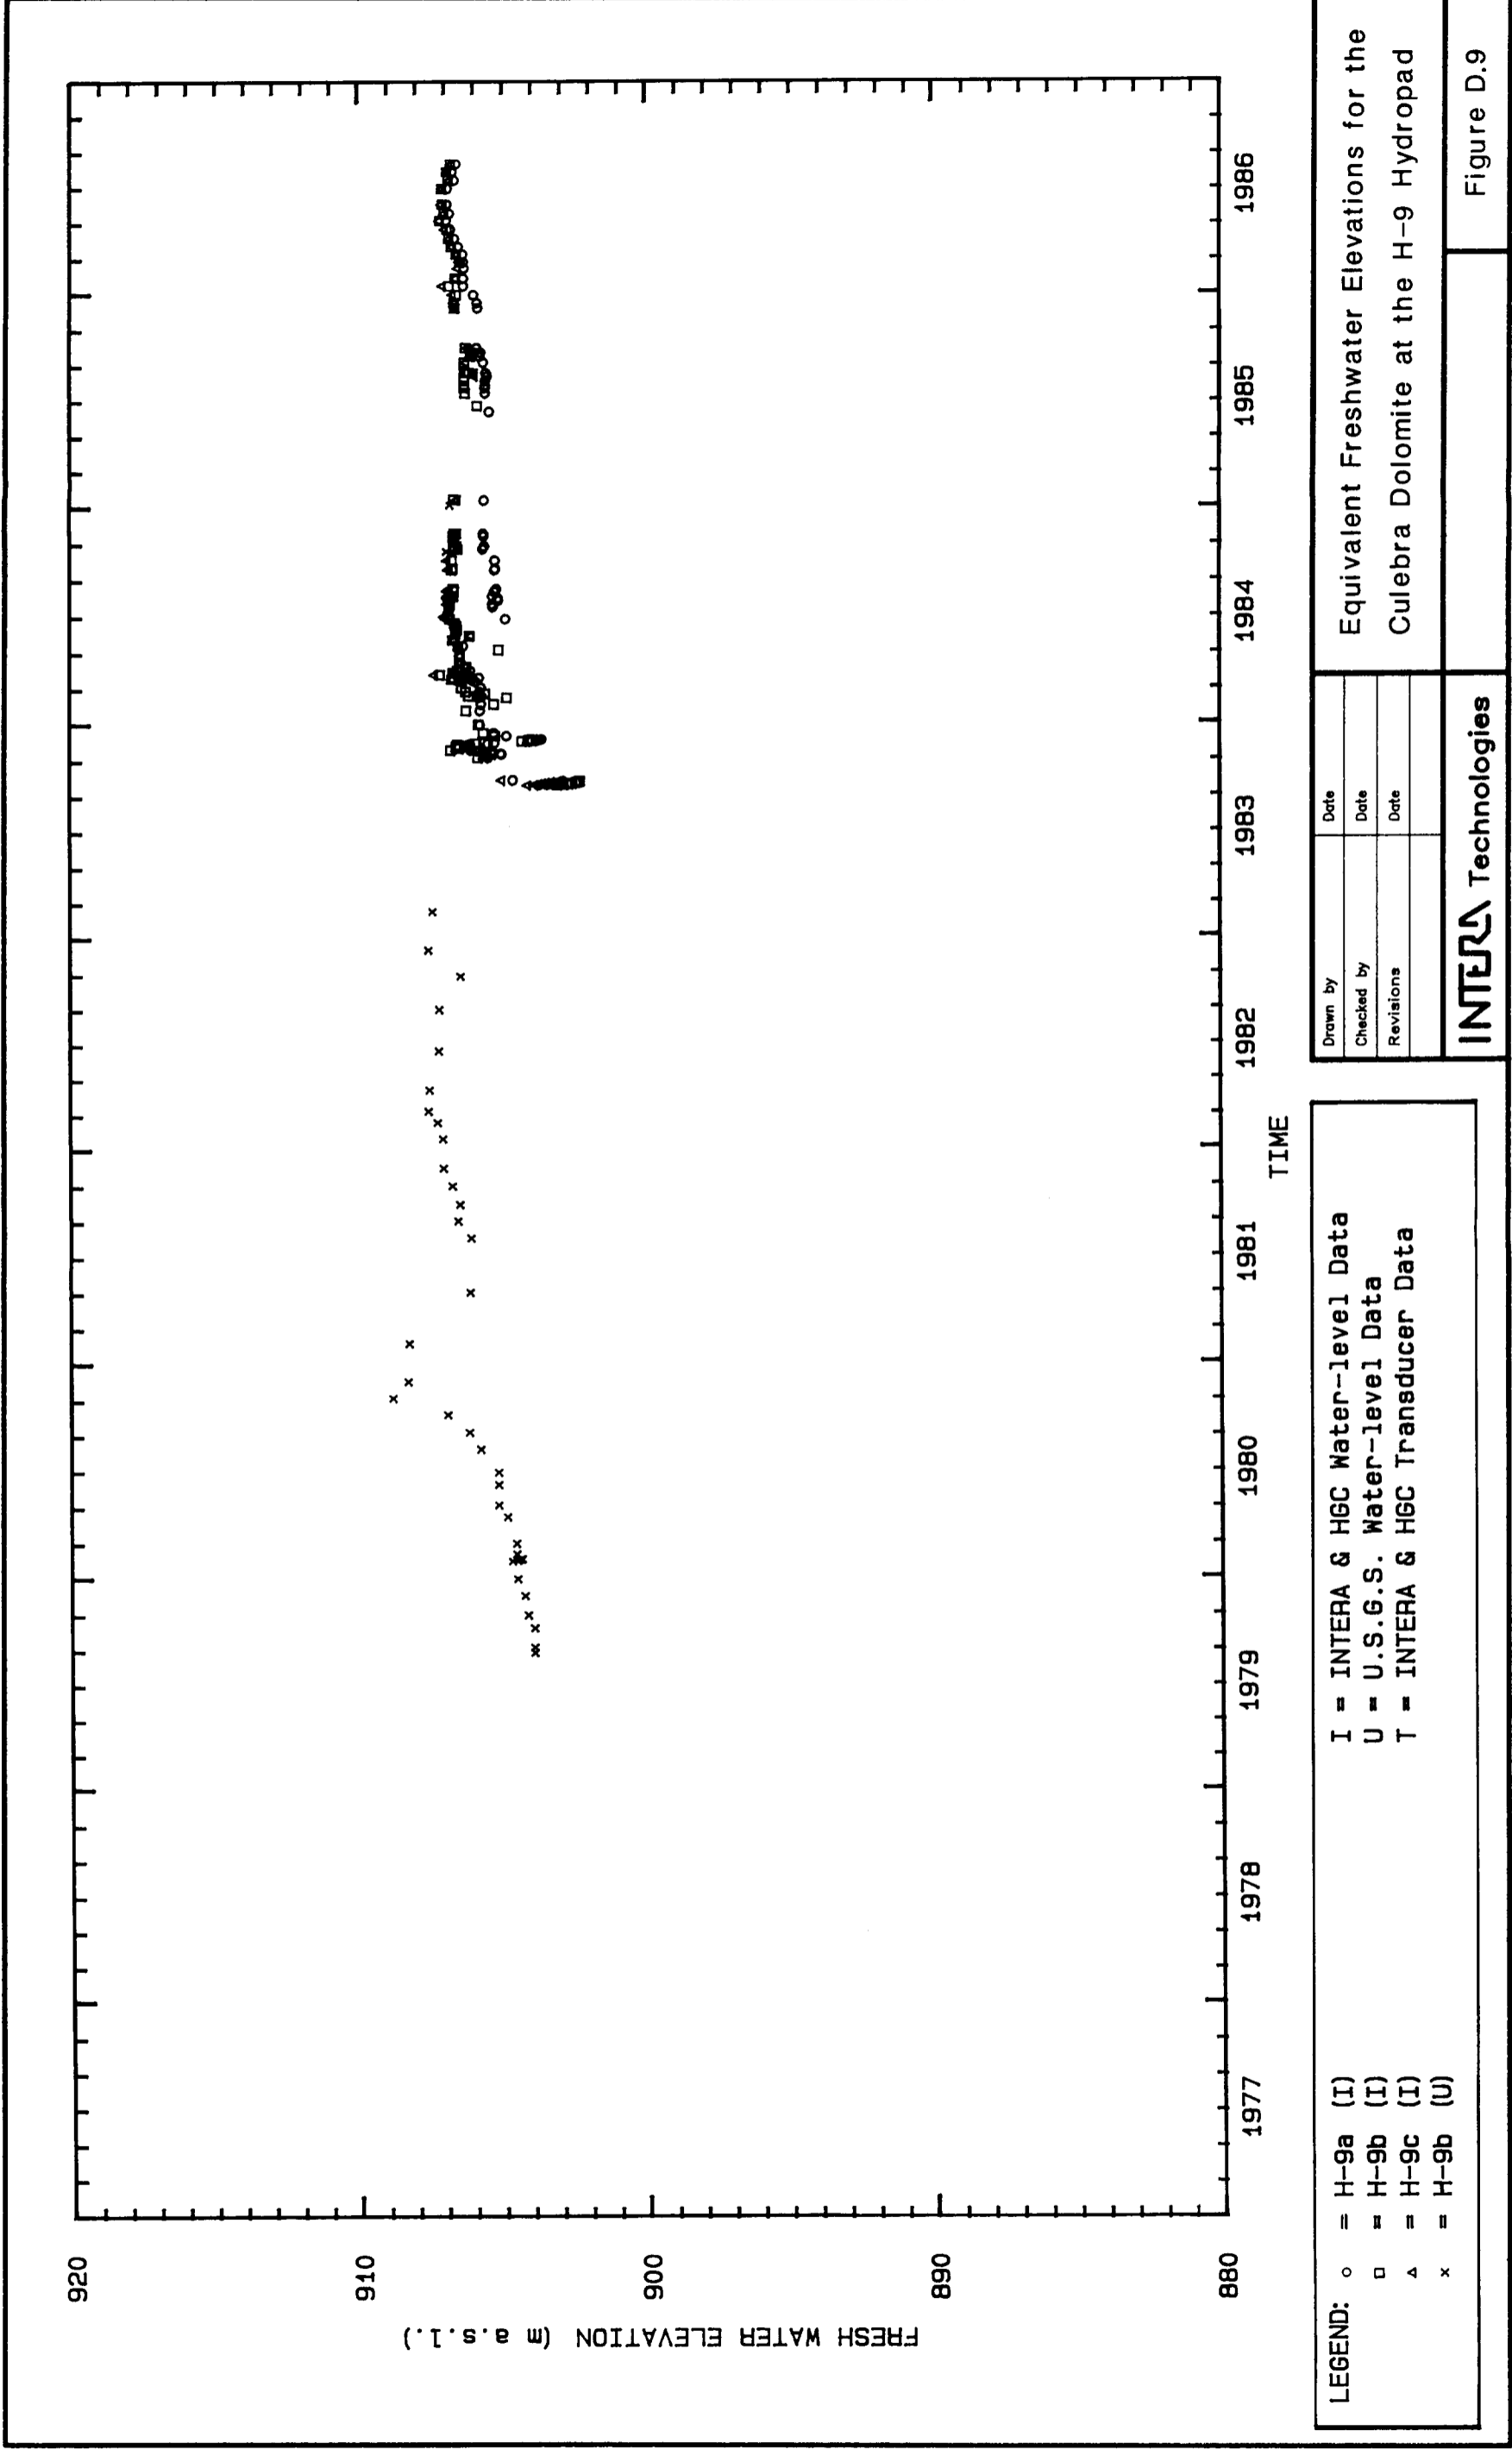 920
910
900
890
880
FRESH WATER ELEVATION (m a.s.l.)
1977
1978
1979
1980
1981
1982
1983
1984
1985
1986
TIME
LEGEND:
○ = H-9a (I)
□ = H-9b (I)
△ = H-9c (I)
× = H-9b (U)
I = INTERA & HGC Water-level Data
U = U.S.G.S. Water-level Data
T = INTERA & HGC Transducer Data
Drawn by Date
Checked by Date
Revisions Date
INTERA Technologies
Equivalent Freshwater Elevations for the
Culebra Dolomite at the H-9 Hydropad
Figure D.9